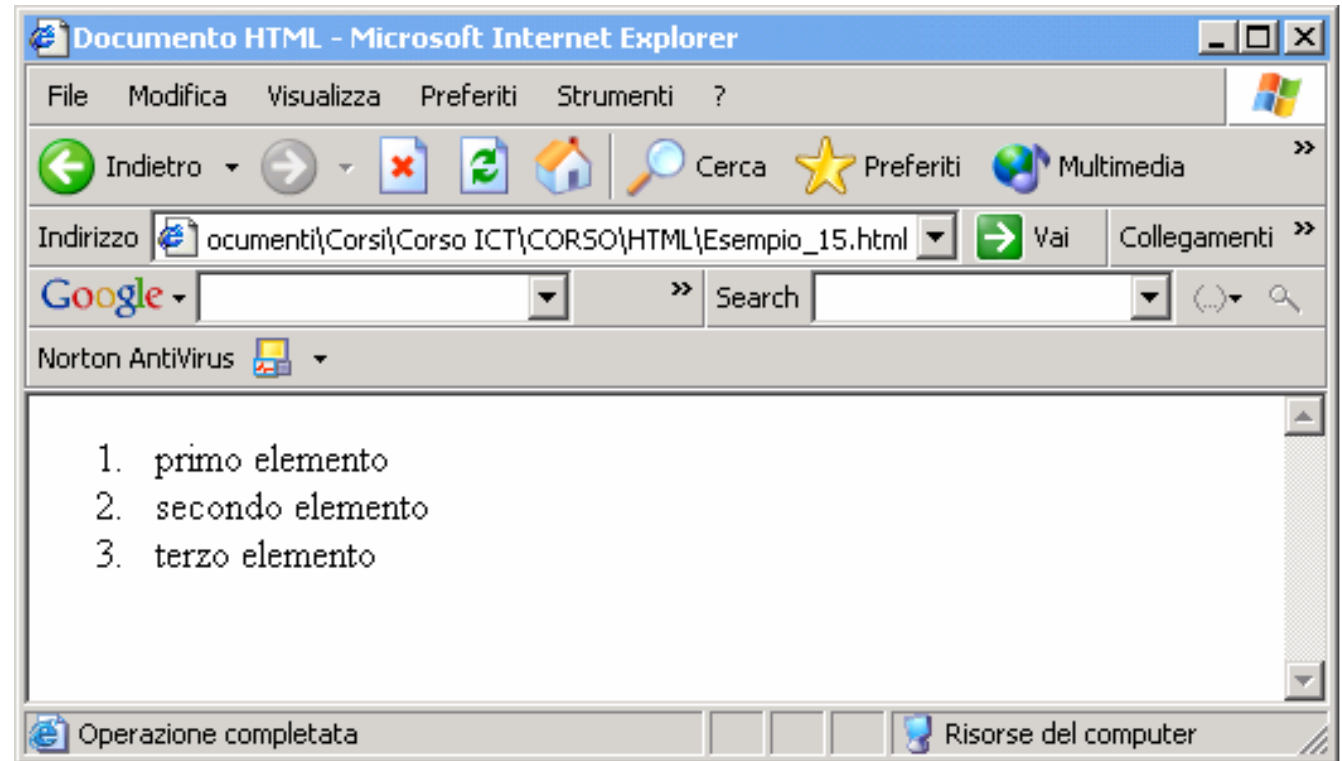 Documento HTML - Microsoft Internet Explorer
File Modifica Visualizza Preferiti Strumenti ?
Indietro Cerca Preferiti Multimedia »
Indirizzo ocumenti\Corsi\Corso ICT\CORSO\HTML\Esempio_15.html Vai Collegamenti »
Google » Search (...)
Norton AntiVirus
1. primo elemento
2. secondo elemento
3. terzo elemento
Operazione completata Risorse del computer